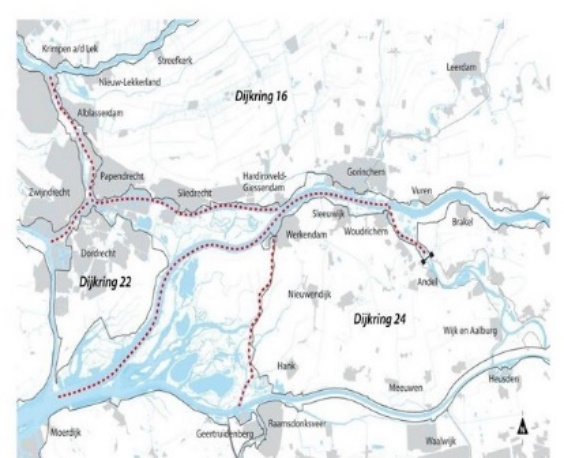 Krimpen a/d Lek
Streefkerk
Nieuw-Lekkerland
Leerdam
Dijkring 16
Alblasserdam
Papendrecht
Hardinxveld-
Giessendam
Gorinchem
Zwijndrecht
Sliedrecht
Vuren
Sleeuwijk
Woudrichem
Brakel
Werkendam
Dordrecht
Dijkring 22
Andel
Nieuwendijk
Dijkring 24
Wijk en Aalburg
Hank
Meeuwen
Heusden
Moerdijk
Geertruidenberg
Raamsdonksveer
Waalwijk
N